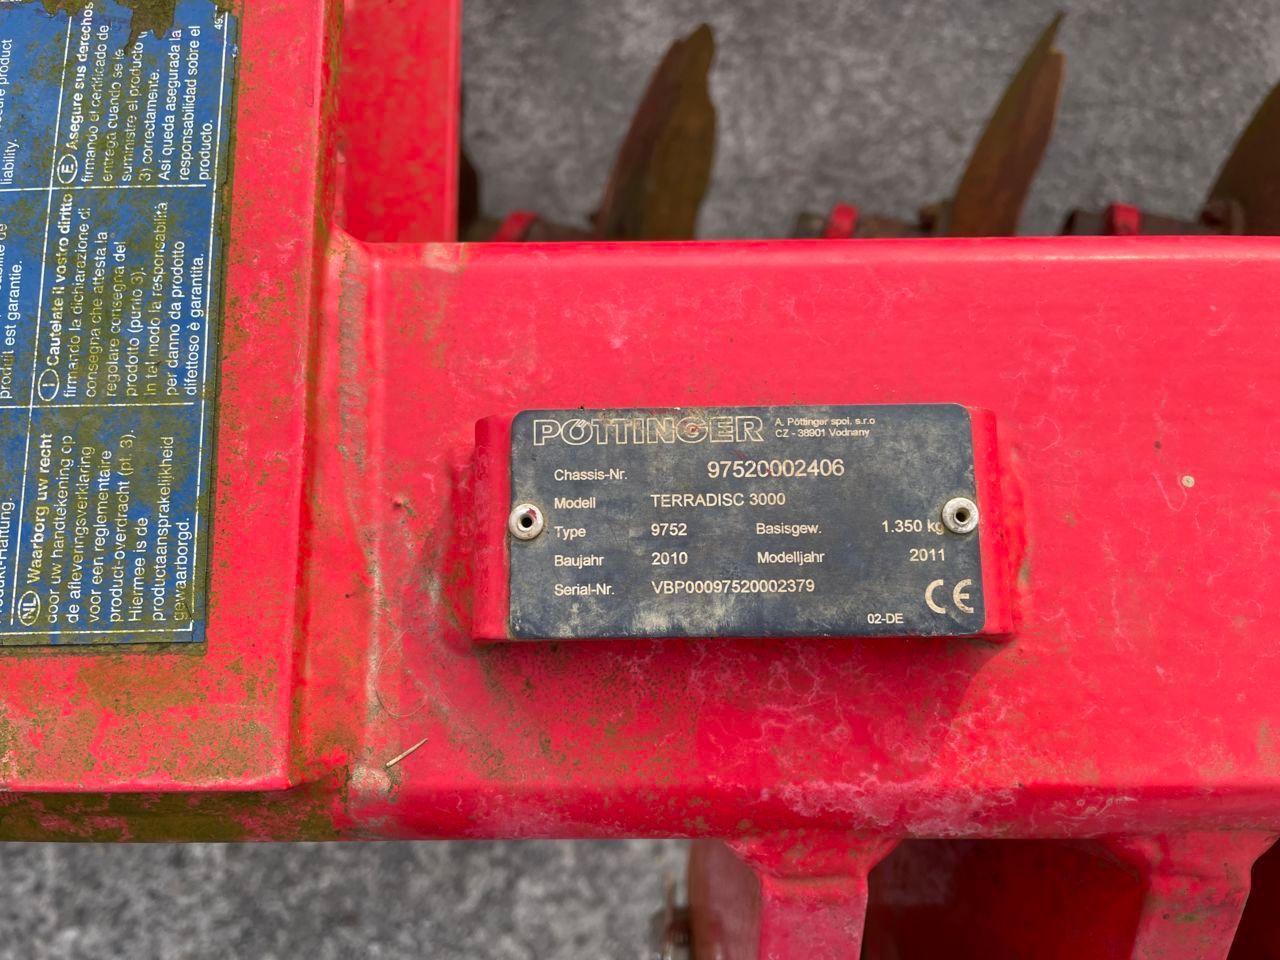 PÖTTINGER
A. Pöttinger spol. s.r.o
CZ - 38901 Vodnany
Chassis-Nr. 97520002406
Modell TERRADISC 3000
Type 9752 Basisgew. 1.350 kg
Baujahr 2010 Modelljahr 2011
Serial-Nr. VBP00097520002379
CE
02-DE
product
liability.
E Asegure sus derechos
firmando el certificado de
entrega cuando se le
suministre el producto
3) correctamente.
Así queda asegurada la
responsabilidad sobre el
producto.
produit est garantie.
I Cautelate il vostro diritto
firmando la dichiarazione di
consegna che attesta la
regolare consegna del
prodotto (punto 3).
In tel modo la responsabilità
per danno da prodotto
difettoso è garantita.
NL Waarborg uw recht
door uw handtekening op
de afleveringsverklaring
voor een reglementaire
product-overdracht (pt. 3).
Hiermee is de
productaansprakelijkheid
gewaarborgd.